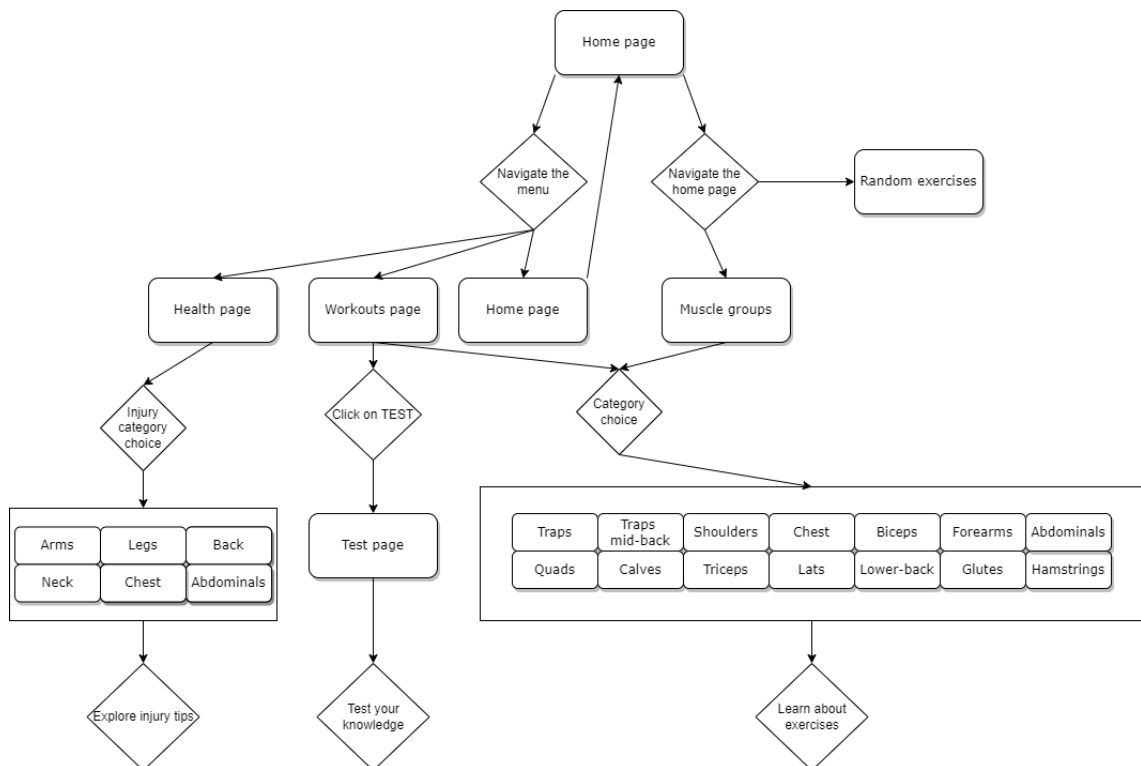 Home page
Navigate the
menu
Navigate the
home page
Random exercises
Health page
Workouts page
Home page
Muscle groups
Injury
category
choice
Click on TEST
Category
choice
Arms
Legs
Back
Neck
Chest
Abdominals
Test page
Traps
Traps
mid-back
Shoulders
Chest
Biceps
Forearms
Abdominals
Quads
Calves
Triceps
Lats
Lower-back
Glutes
Hamstrings
Explore injury tips
Test your
knowledge
Learn about
exercises